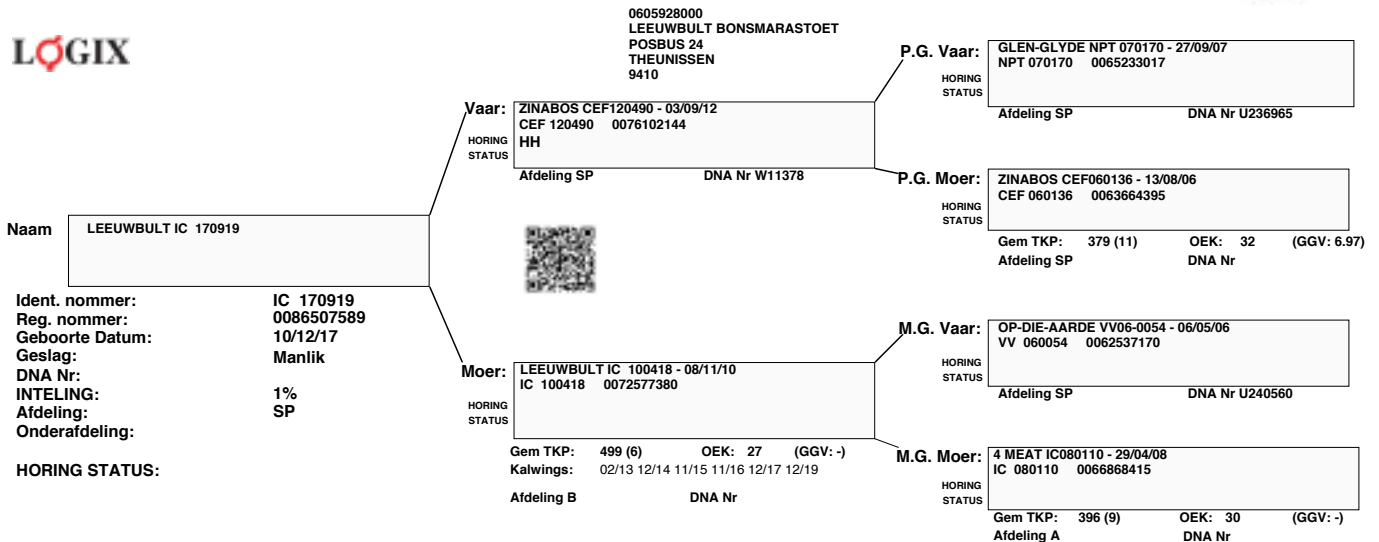 LOGIX
0605928000
LEEUWBULT BONSMARASTOET
POSBUS 24
THEUNISSEN
9410
P.G. Vaar:
GLEN-GLYDE NPT 070170 - 27/09/07
NPT 070170 0065233017
HORING
STATUS
Afdeling SP DNA Nr U236965
Vaar:
ZINABOS CEF120490 - 03/09/12
CEF 120490 0076102144
HORING
STATUS
HH
Afdeling SP DNA Nr W11378
P.G. Moer:
ZINABOS CEF060136 - 13/08/06
CEF 060136 0063664395
HORING
STATUS
Gem TKP: 379 (11) OEK: 32 (GGV: 6.97)
Afdeling SP DNA Nr
Naam LEEUWBULT IC 170919
Ident. nommer: IC 170919
Reg. nommer: 0086507589
Geboorte Datum: 10/12/17
Geslag: Manlik
DNA Nr:
INTELING: 1%
Afdeling: SP
Onderafdeling:
HORING STATUS:
M.G. Vaar:
OP-DIE-AARDE VV06-0054 - 06/05/06
VV 060054 0062537170
HORING
STATUS
Afdeling SP DNA Nr U240560
Moer:
LEEUWBULT IC 100418 - 08/11/10
IC 100418 0072577380
HORING
STATUS
Gem TKP: 499 (6) OEK: 27 (GGV: -)
Kalwings: 02/13 12/14 11/15 11/16 12/17 12/19
Afdeling B DNA Nr
M.G. Moer:
4 MEAT IC080110 - 29/04/08
IC 080110 0066868415
HORING
STATUS
Gem TKP: 396 (9) OEK: 30 (GGV: -)
Afdeling A DNA Nr